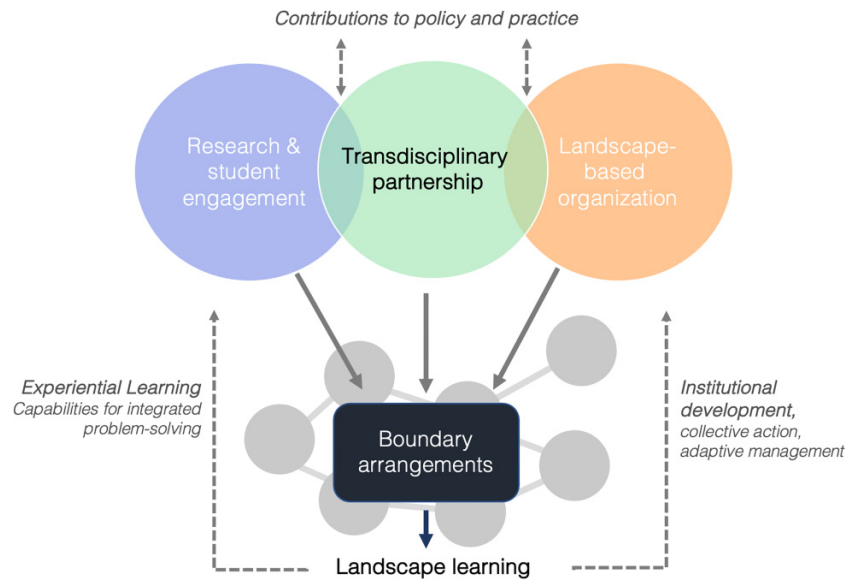 Contributions to policy and practice
Research &
student
engagement
Transdisciplinary
partnership
Landscape-
based
organization
Experiential Learning
Capabilities for integrated
problem-solving
Institutional
development,
collective action,
adaptive management
Boundary
arrangements
Landscape learning